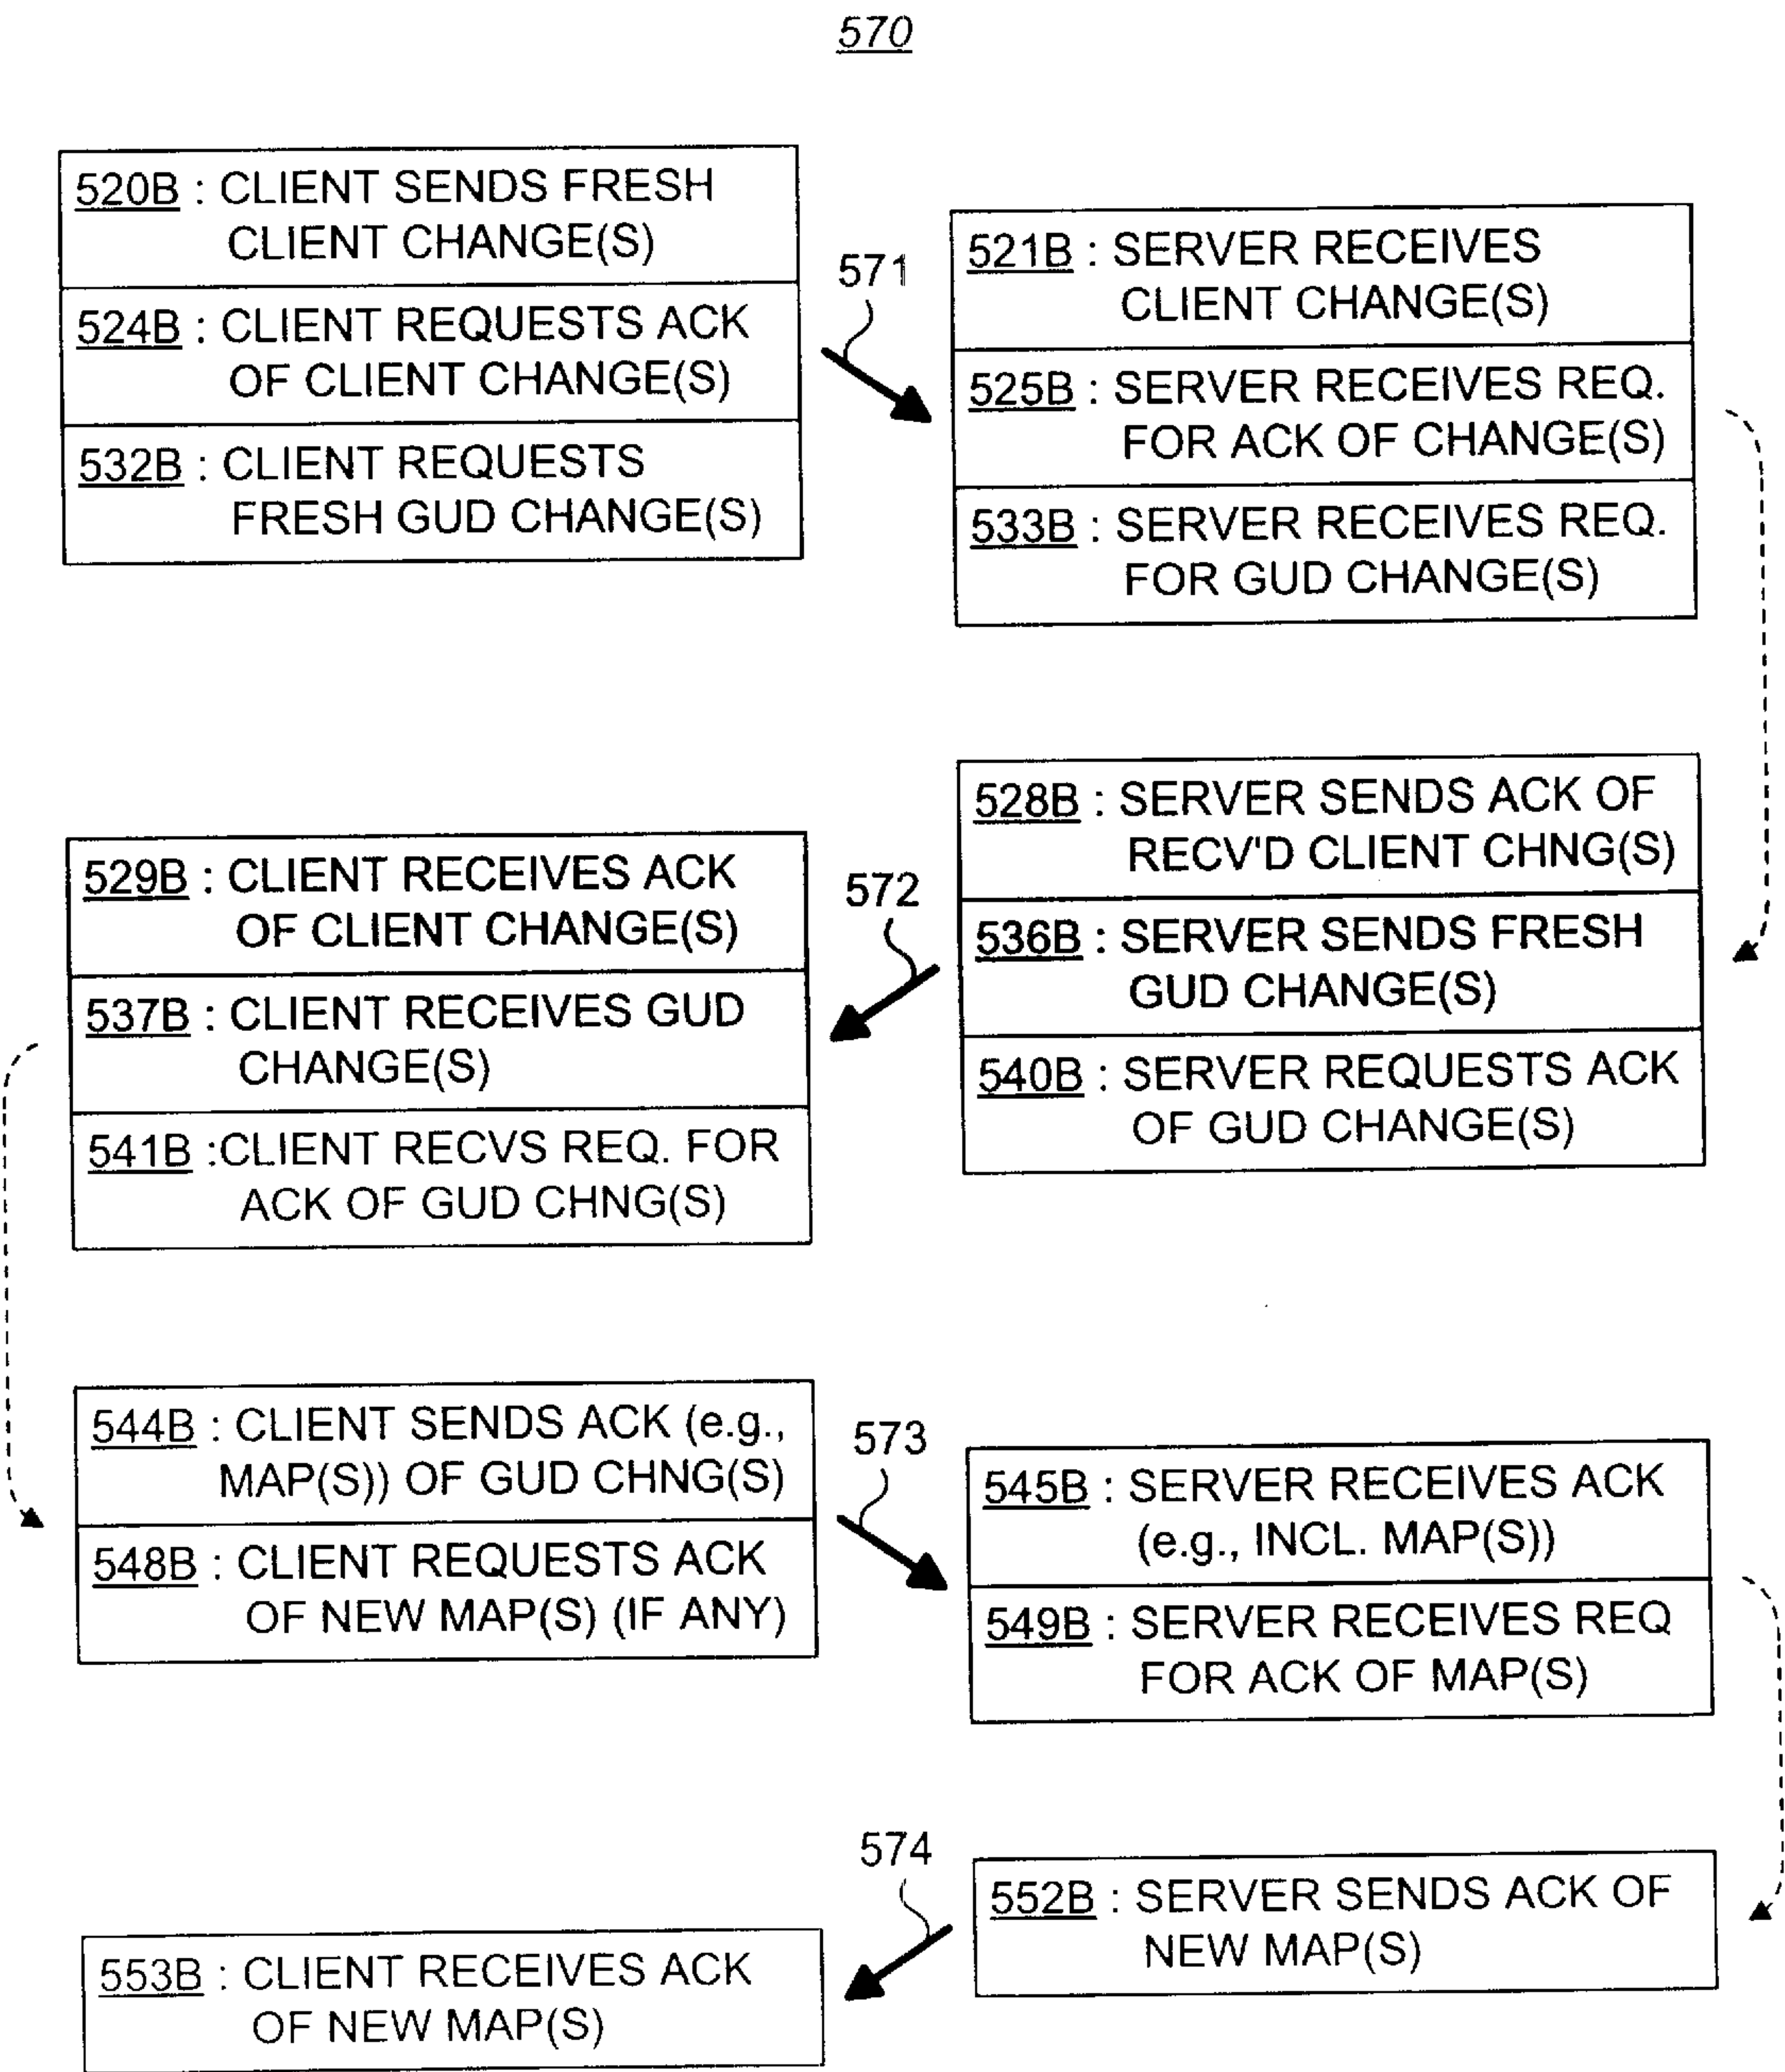 570
520B : CLIENT SENDS FRESH
CLIENT CHANGE(S)
524B : CLIENT REQUESTS ACK
OF CLIENT CHANGE(S)
532B : CLIENT REQUESTS
FRESH GUD CHANGE(S)
571
521B : SERVER RECEIVES
CLIENT CHANGE(S)
525B : SERVER RECEIVES REQ.
FOR ACK OF CHANGE(S)
533B : SERVER RECEIVES REQ.
FOR GUD CHANGE(S)
528B : SERVER SENDS ACK OF
RECV'D CLIENT CHNG(S)
536B : SERVER SENDS FRESH
GUD CHANGE(S)
540B : SERVER REQUESTS ACK
OF GUD CHANGE(S)
572
529B : CLIENT RECEIVES ACK
OF CLIENT CHANGE(S)
537B : CLIENT RECEIVES GUD
CHANGE(S)
541B :CLIENT RECVS REQ. FOR
ACK OF GUD CHNG(S)
544B : CLIENT SENDS ACK (e.g.,
MAP(S)) OF GUD CHNG(S)
548B : CLIENT REQUESTS ACK
OF NEW MAP(S) (IF ANY)
573
545B : SERVER RECEIVES ACK
(e.g., INCL. MAP(S))
549B : SERVER RECEIVES REQ
FOR ACK OF MAP(S)
574
552B : SERVER SENDS ACK OF
NEW MAP(S)
553B : CLIENT RECEIVES ACK
OF NEW MAP(S)